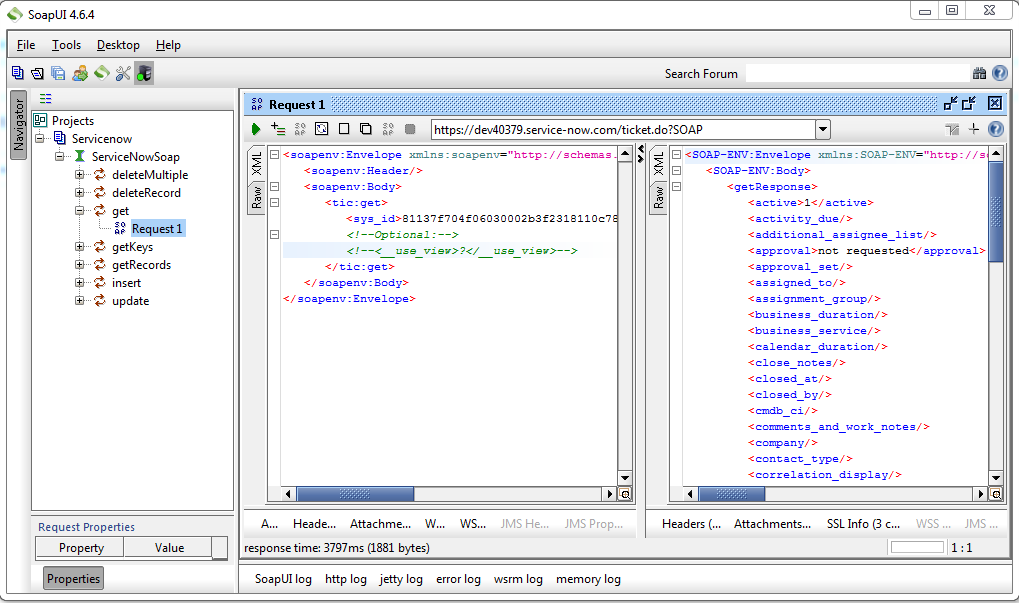 SoapUI 4.6.4
File Tools Desktop Help
Search Forum
Navigator
Projects
Servicenow
ServiceNowSoap
deleteMultiple
deleteRecord
get
Request 1
getKeys
getRecords
insert
update
Request Properties
Property Value
Properties
Request 1
https://dev40379.service-now.com/ticket.do?SOAP
XML
Raw
<soapenv:Envelope xmlns:soapenv="http://schemas.
<soapenv:Header/>
<soapenv:Body>
<tic:get>
<sys_id>81137f704f06030002b3f2318110c78
<!--Optional:-->
<!--<__use_view>?</__use_view>-->
</tic:get>
</soapenv:Body>
</soapenv:Envelope>
A... Heade... Attachme... W... WS... JMS He... JMS Prop...
XML
Raw
<SOAP-ENV:Envelope xmlns:SOAP-ENV="http://sc
<SOAP-ENV:Body>
<getResponse>
<active>1</active>
<activity_due/>
<additional_assignee_list/>
<approval>not requested</approval>
<approval_set/>
<assigned_to/>
<assignment_group/>
<business_duration/>
<business_service/>
<calendar_duration/>
<close_notes/>
<closed_at/>
<closed_by/>
<cmdb_ci/>
<comments_and_work_notes/>
<company/>
<contact_type/>
<correlation_display/>
Headers (... Attachments... SSL Info (3 c... WSS ... JMS ...
response time: 3797ms (1881 bytes)
1 : 1
SoapUI log http log jetty log error log wsrm log memory log